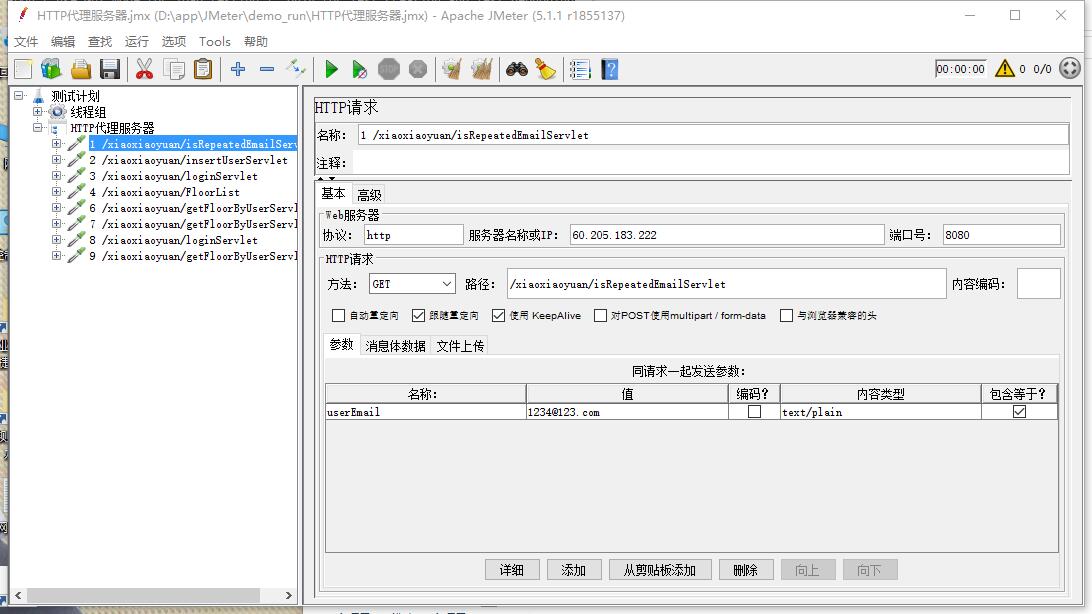 HTTP代理服务器.jmx (D:\app\JMeter\demo_run\HTTP代理服务器.jmx) - Apache JMeter (5.1.1 r1855137)
文件 编辑 查找 运行 选项 Tools 帮助
STOP 00:00:00 0 0/0
测试计划
线程组
HTTP代理服务器
1 /xiaoxiaoyuan/isRepeatedEmailServ
2 /xiaoxiaoyuan/insertUserServlet
3 /xiaoxiaoyuan/loginServlet
4 /xiaoxiaoyuan/FloorList
6 /xiaoxiaoyuan/getFloorByUserServl
7 /xiaoxiaoyuan/getFloorByUserServl
8 /xiaoxiaoyuan/loginServlet
9 /xiaoxiaoyuan/getFloorByUserServl
HTTP请求
名称： 1 /xiaoxiaoyuan/isRepeatedEmailServlet
注释：
基本 高级
Web服务器
协议： http 服务器名称或IP： 60.205.183.222 端口号： 8080
HTTP请求
方法： GET 路径： /xiaoxiaoyuan/isRepeatedEmailServlet 内容编码：
自动重定向 跟随重定向 使用 KeepAlive 对POST使用multipart / form-data 与浏览器兼容的头
参数 消息体数据 文件上传
同请求一起发送参数：
名称： 值 编码？ 内容类型 包含等于？
userEmail 1234@123.com text/plain
详细 添加 从剪贴板添加 删除 向上 向下